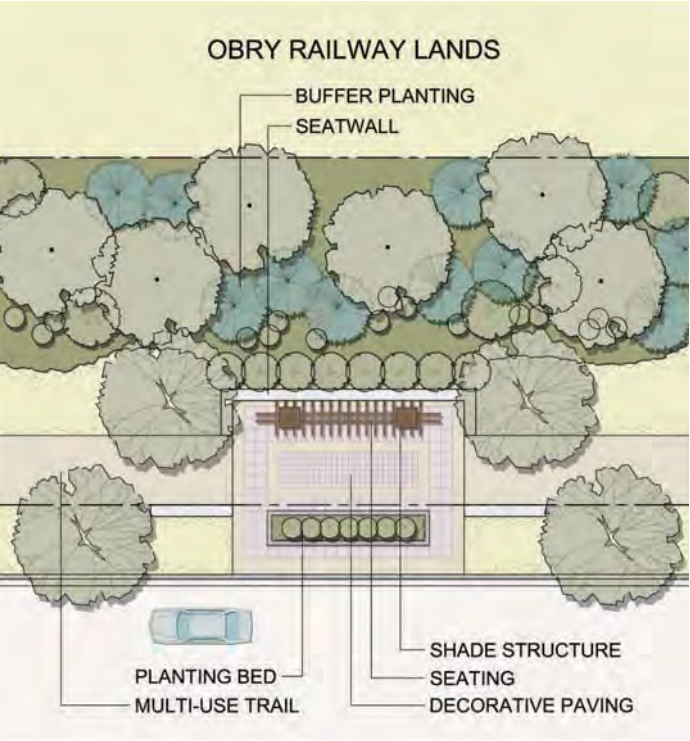 OBRY RAILWAY LANDS
BUFFER PLANTING
SEATWALL
SHADE STRUCTURE
PLANTING BED
SEATING
MULTI-USE TRAIL
DECORATIVE PAVING